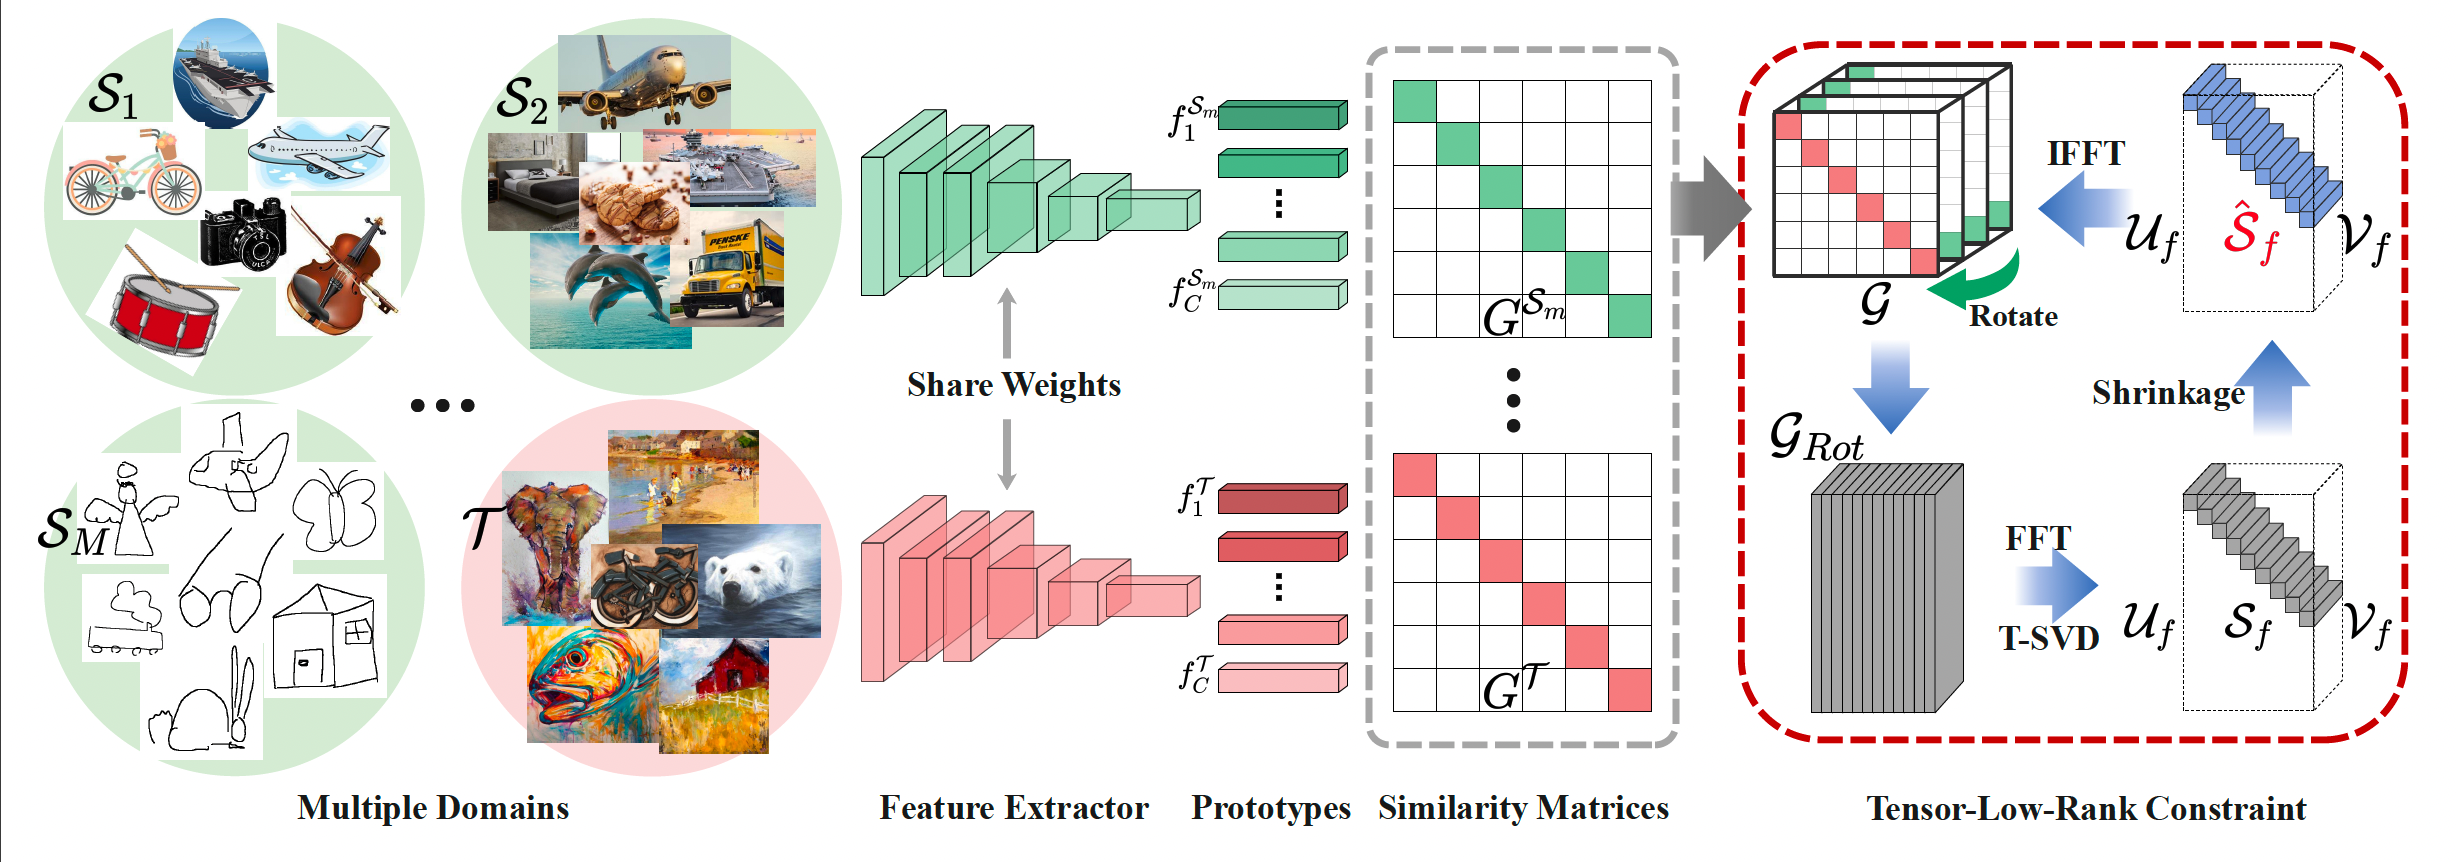 $\mathcal{S}_1$
$\mathcal{S}_2$
PENSKE
$\mathcal{S}_M$
$\mathcal{T}$
Multiple Domains
Share Weights
Feature Extractor
$f_1^{\mathcal{S}_m}$
$f_C^{\mathcal{S}_m}$
$f_1^{\mathcal{T}}$
$f_C^{\mathcal{T}}$
Prototypes
$G^{\mathcal{S}_m}$
$G^{\mathcal{T}}$
Similarity Matrices
$\mathcal{G}$
Rotate
$\mathcal{G}_{Rot}$
FFT
T-SVD
$\mathcal{U}_f$
$\mathcal{S}_f$
$\mathcal{V}_f$
Shrinkage
IFFT
$\mathcal{U}_f$
$\hat{\mathcal{S}}_f$
$\mathcal{V}_f$
Tensor-Low-Rank Constraint